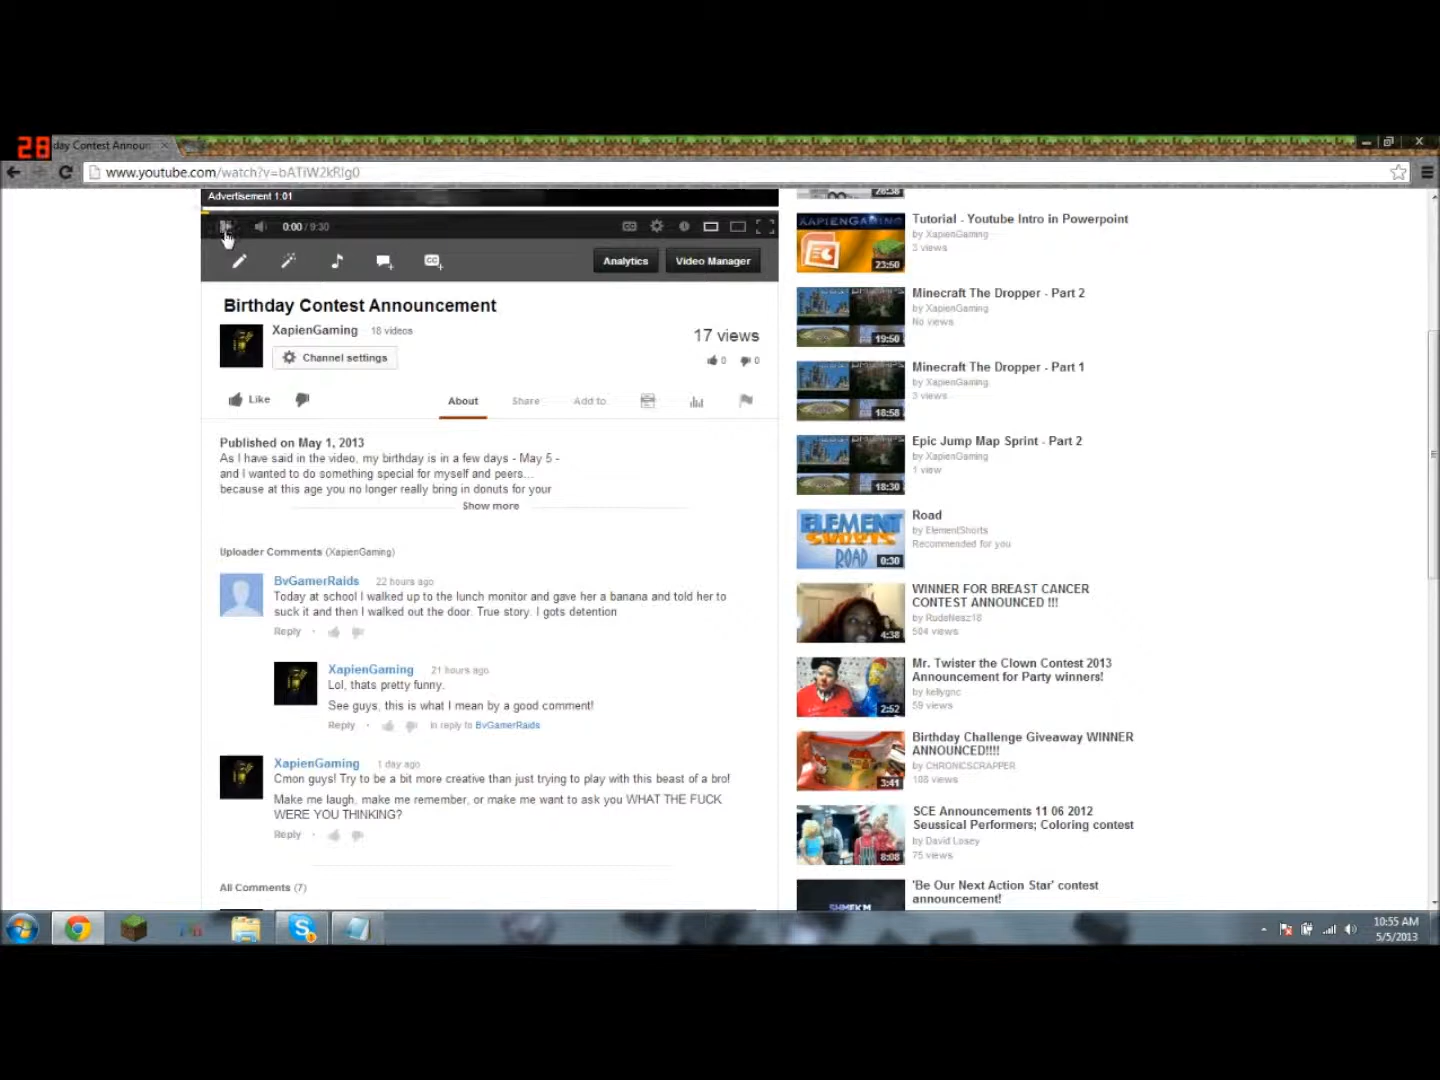 28
day Contest Announ
www.youtube.com/watch?v=bATiW2kRlg0
Advertisement 1:01
0:00 / 9:30
CC
CC
Analytics
Video Manager
Birthday Contest Announcement
XapienGaming 18 videos
Channel settings
17 views
0 0
Like
About
Share
Add to
Published on May 1, 2013
As I have said in the video, my birthday is in a few days - May 5 -
and I wanted to do something special for myself and peers...
because at this age you no longer really bring in donuts for your
Show more
Uploader Comments (XapienGaming)
BvGamerRaids 22 hours ago
Today at school I walked up to the lunch monitor and gave her a banana and told her to
suck it and then I walked out the door. True story. I gots detention
Reply ·
XapienGaming 21 hours ago
Lol, thats pretty funny.
See guys, this is what I mean by a good comment!
Reply · in reply to BvGamerRaids
XapienGaming 1 day ago
Cmon guys! Try to be a bit more creative than just trying to play with this beast of a bro!
Make me laugh, make me remember, or make me want to ask you WHAT THE FUCK
WERE YOU THINKING?
Reply ·
All Comments (7)
XAPIENGAMING
23:50
Tutorial - Youtube Intro in Powerpoint
by XapienGaming
3 views
19:50
Minecraft The Dropper - Part 2
by XapienGaming
No views
18:58
Minecraft The Dropper - Part 1
by XapienGaming
3 views
18:30
Epic Jump Map Sprint - Part 2
by XapienGaming
1 view
ELEMENT
SHORTS
ROAD
0:30
Road
by ElementShorts
Recommended for you
4:38
WINNER FOR BREAST CANCER
CONTEST ANNOUNCED !!!
by RudeNesz18
504 views
2:52
Mr. Twister the Clown Contest 2013
Announcement for Party winners!
by kellygnc
59 views
3:41
Birthday Challenge Giveaway WINNER
ANNOUNCED!!!!
by CHRONICSCRAPPER
108 views
8:08
SCE Announcements 11 06 2012
Seussical Performers; Coloring contest
by David Losey
75 views
'Be Our Next Action Star' contest
announcement!
10:55 AM
5/5/2013